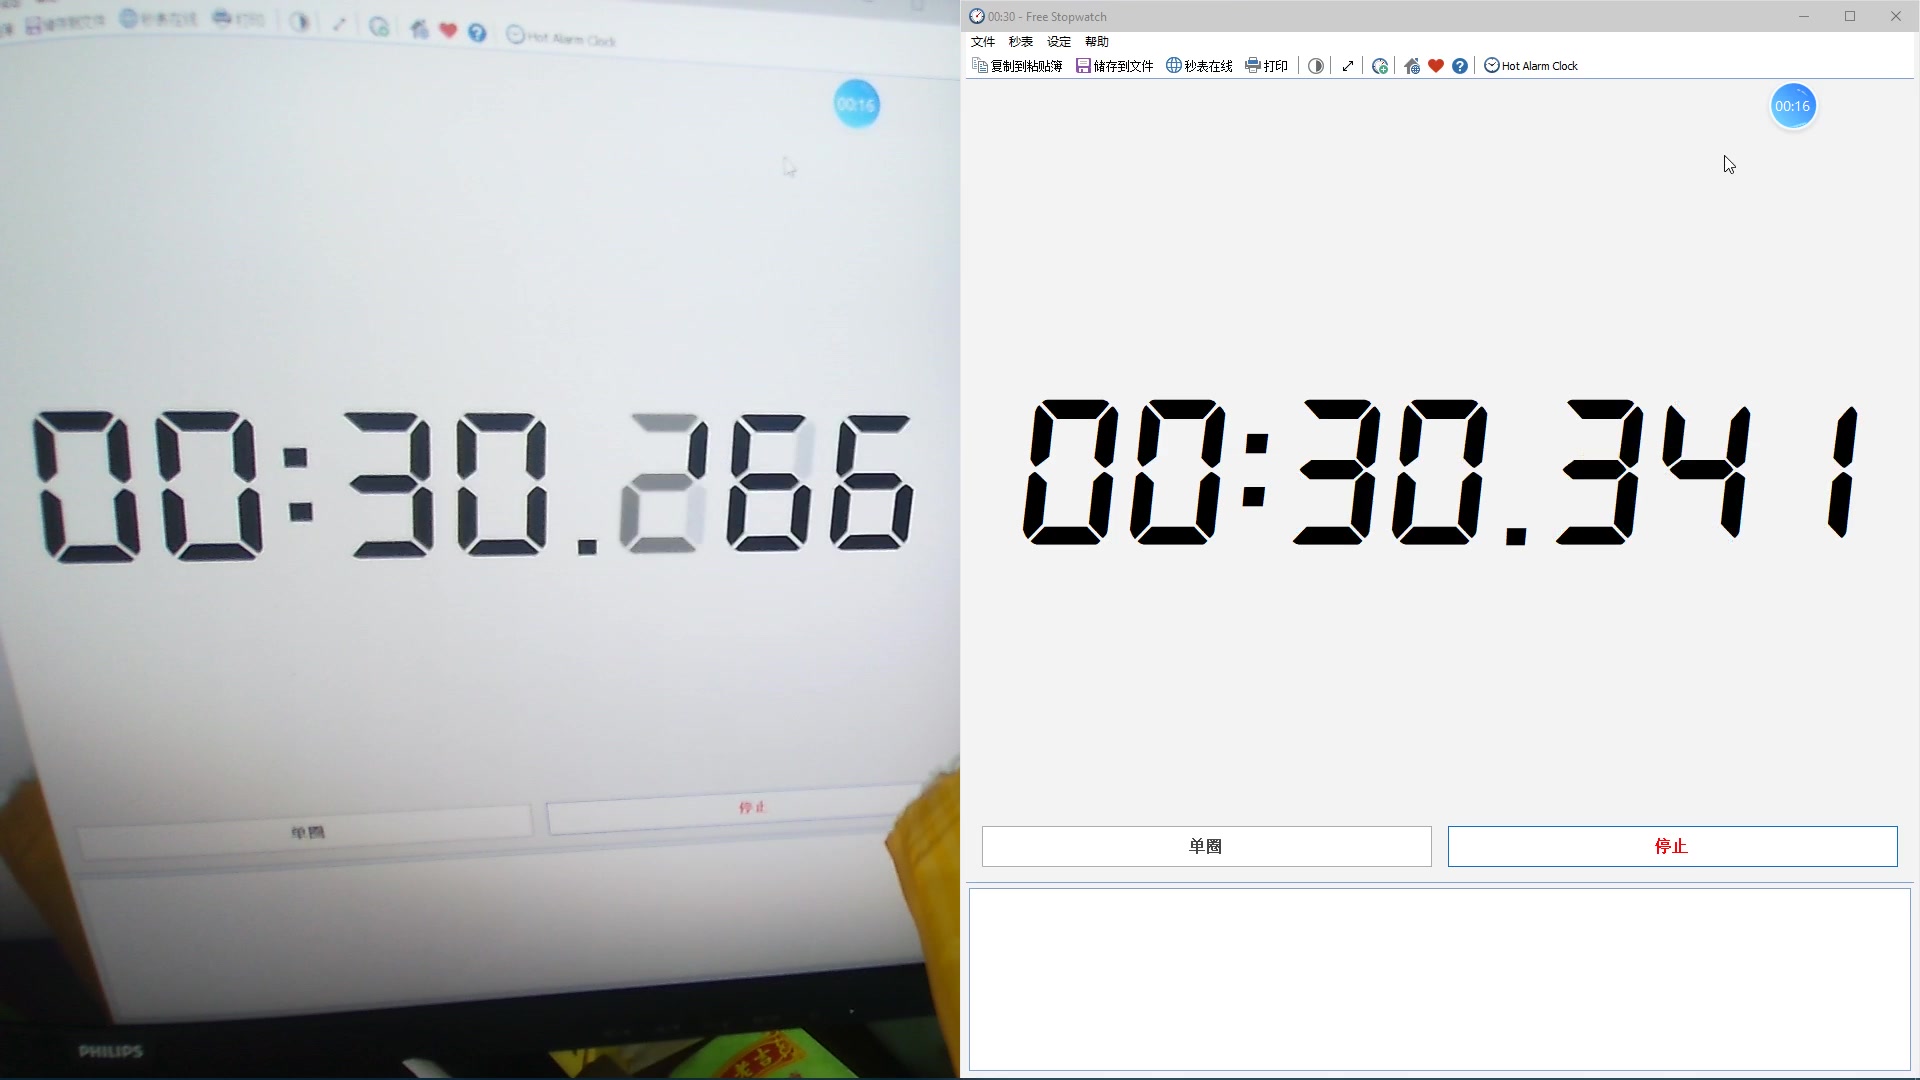 储存到文件 秒表在线 打印 Hot Alarm Clock
00:16
00:30.266
单圈 停止
PHILIPS
00:30 - Free Stopwatch
文件 秒表 设定 帮助
复制到粘贴簿 储存到文件 秒表在线 打印 Hot Alarm Clock
00:16
00:30.341
单圈 停止